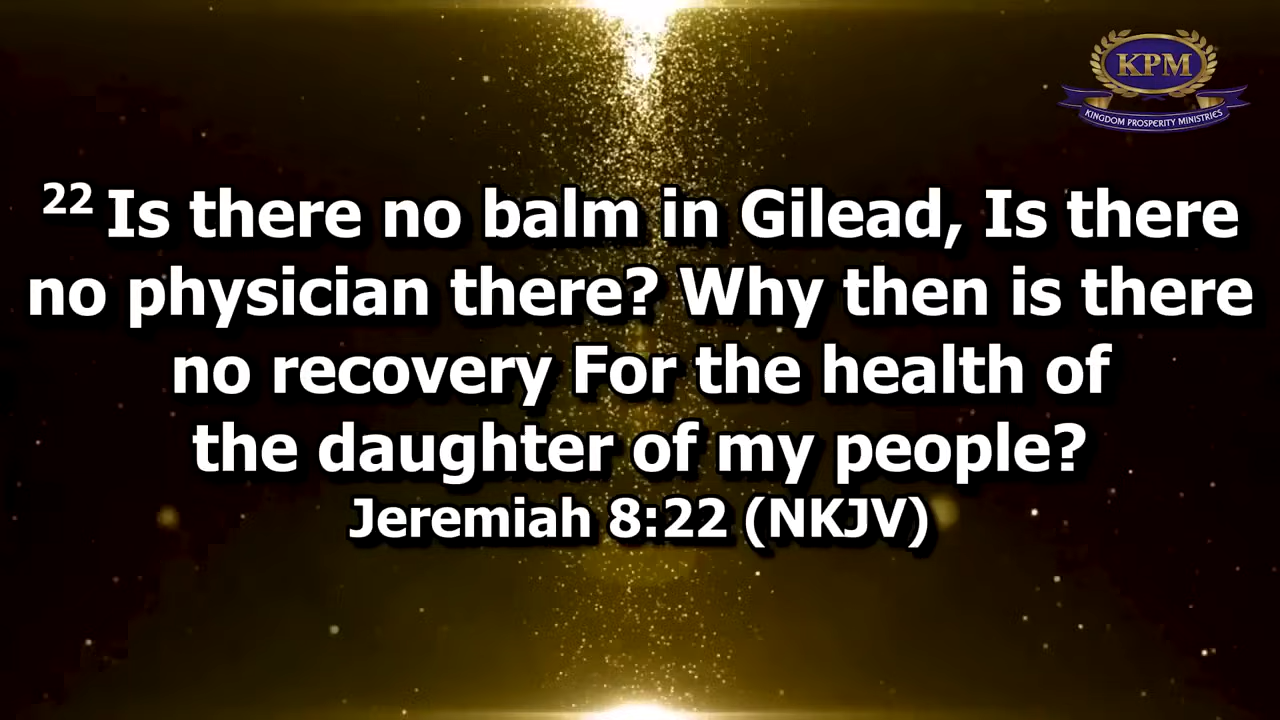 KPM
KINGDOM PROSPERITY MINISTRIES
22 Is there no balm in Gilead, Is there
no physician there? Why then is there
no recovery For the health of
the daughter of my people?
Jeremiah 8:22 (NKJV)